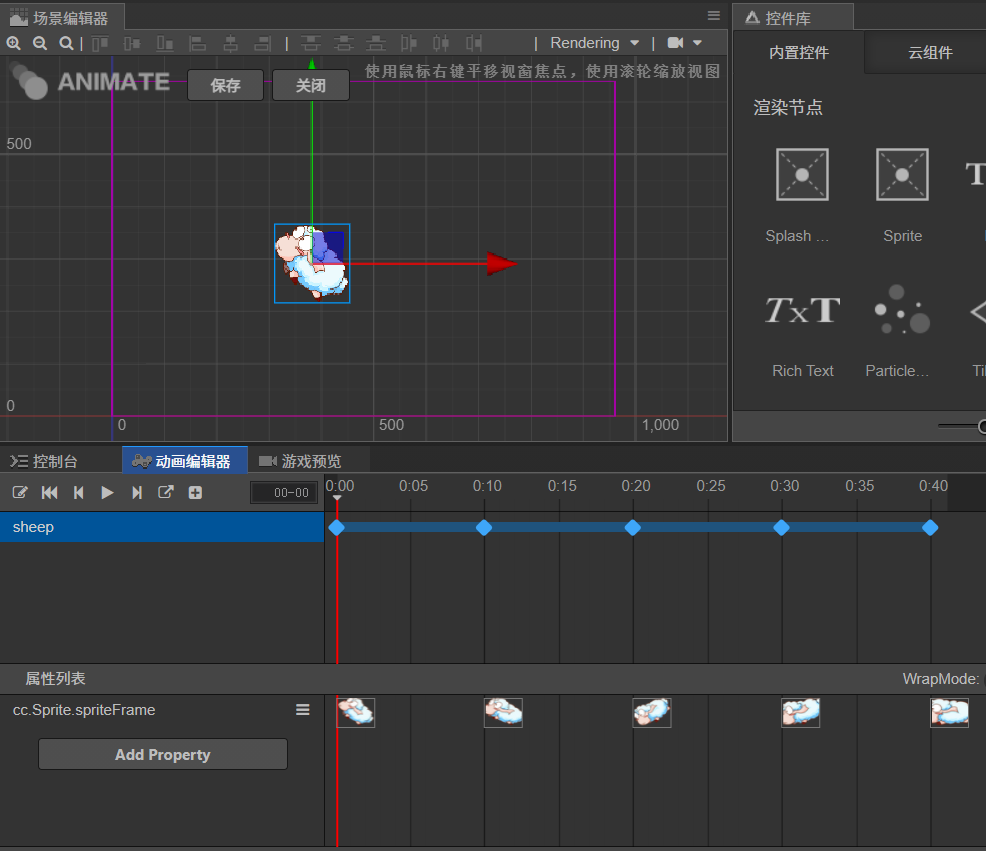 场景编辑器
控件库
Rendering
内置控件
云组件
ANIMATE
保存
关闭
使用鼠标右键平移视窗焦点，使用滚轮缩放视图
渲染节点
500
Splash ...
Sprite
T
TxT
Rich Text
Particle...
Til
0
0
500
1,000
控制台
动画编辑器
游戏预览
00-00
0:00
0:05
0:10
0:15
0:20
0:25
0:30
0:35
0:40
sheep
属性列表
WrapMode:
cc.Sprite.spriteFrame
Add Property